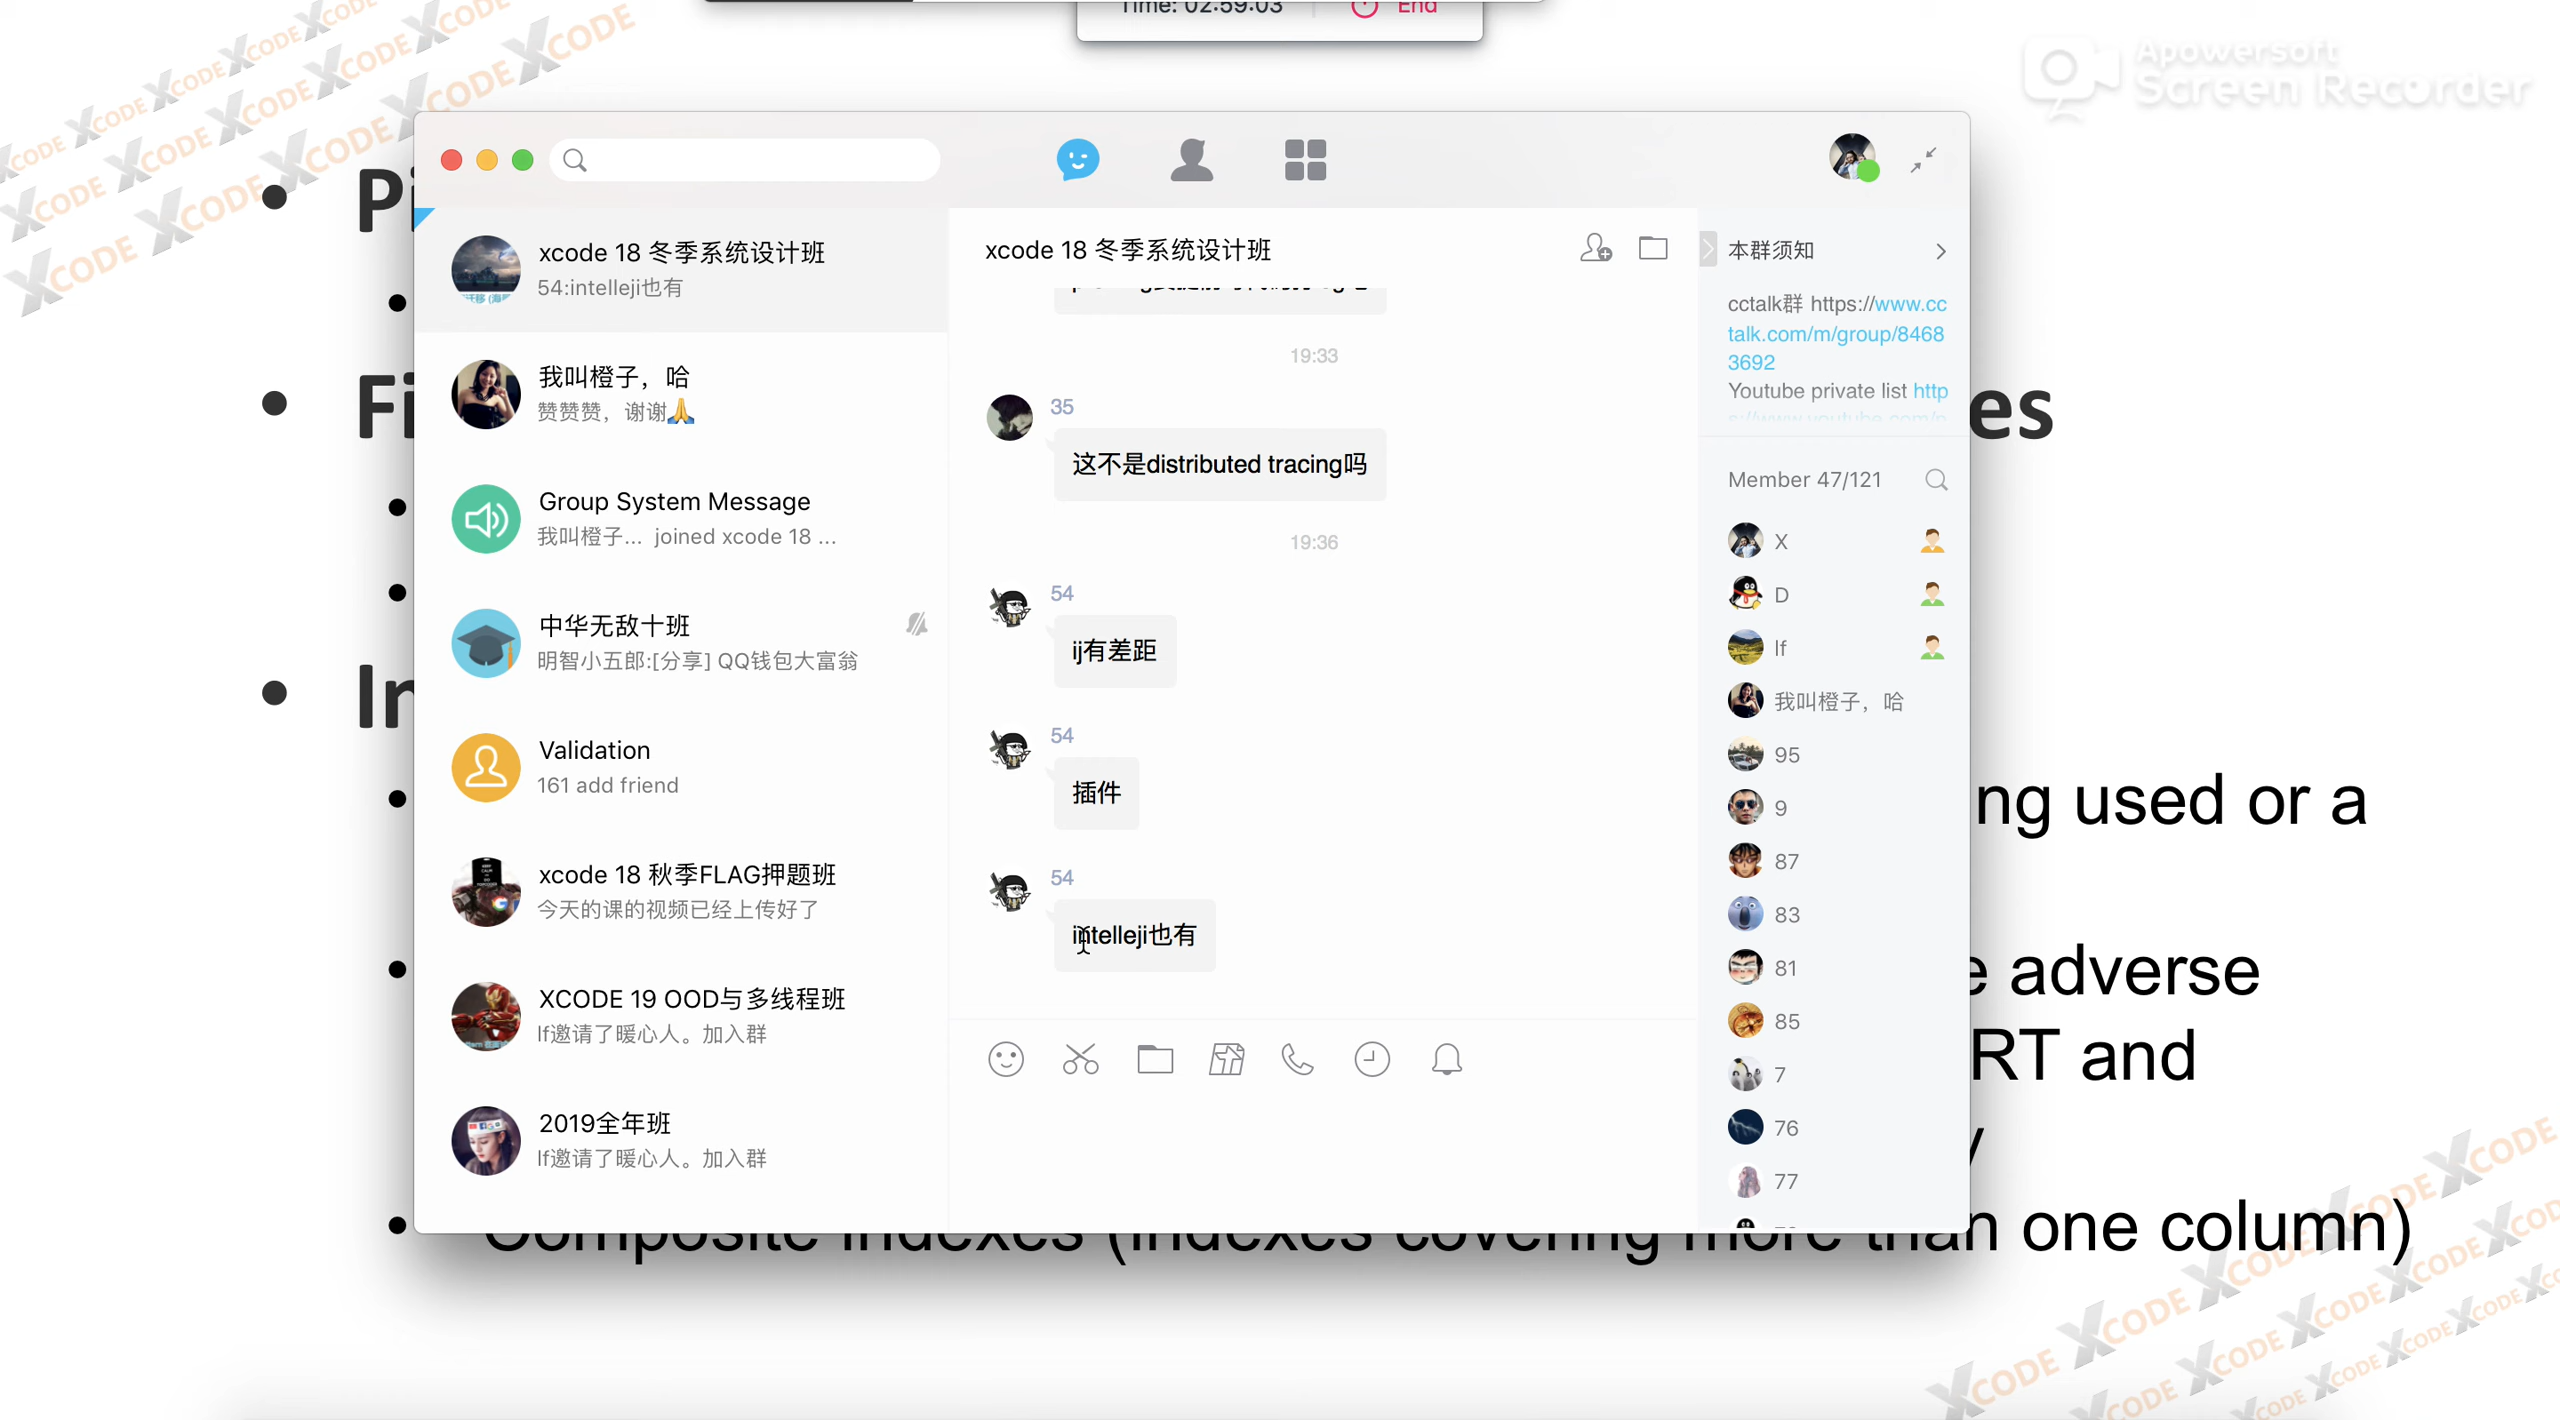 Time: 02:59:03 End
Apowersoft
Screen Recorder
xcode 18 冬季系统设计班
54:intelleji也有
我叫橙子，哈
赞赞赞，谢谢🙏
Group System Message
我叫橙子... joined xcode 18 ...
中华无敌十班
明智小五郎:[分享] QQ钱包大富翁
Validation
161 add friend
xcode 18 秋季FLAG押题班
今天的课的视频已经上传好了
XCODE 19 OOD与多线程班
lf邀请了暖心人。加入群
2019全年班
lf邀请了暖心人。加入群
xcode 18 冬季系统设计班
19:33
35
这不是distributed tracing吗
19:36
54
ij有差距
54
插件
54
intelleji也有
本群须知
cctalk群 https://www.cc
talk.com/m/group/8468
3692
Youtube private list http
s://www.youtube.com/p
Member 47/121
X
D
lf
我叫橙子，哈
95
9
87
83
81
85
7
76
77
es
ng used or a
e adverse
RT and
y
Composite indexes (indexes covering more than one column)
XCODE